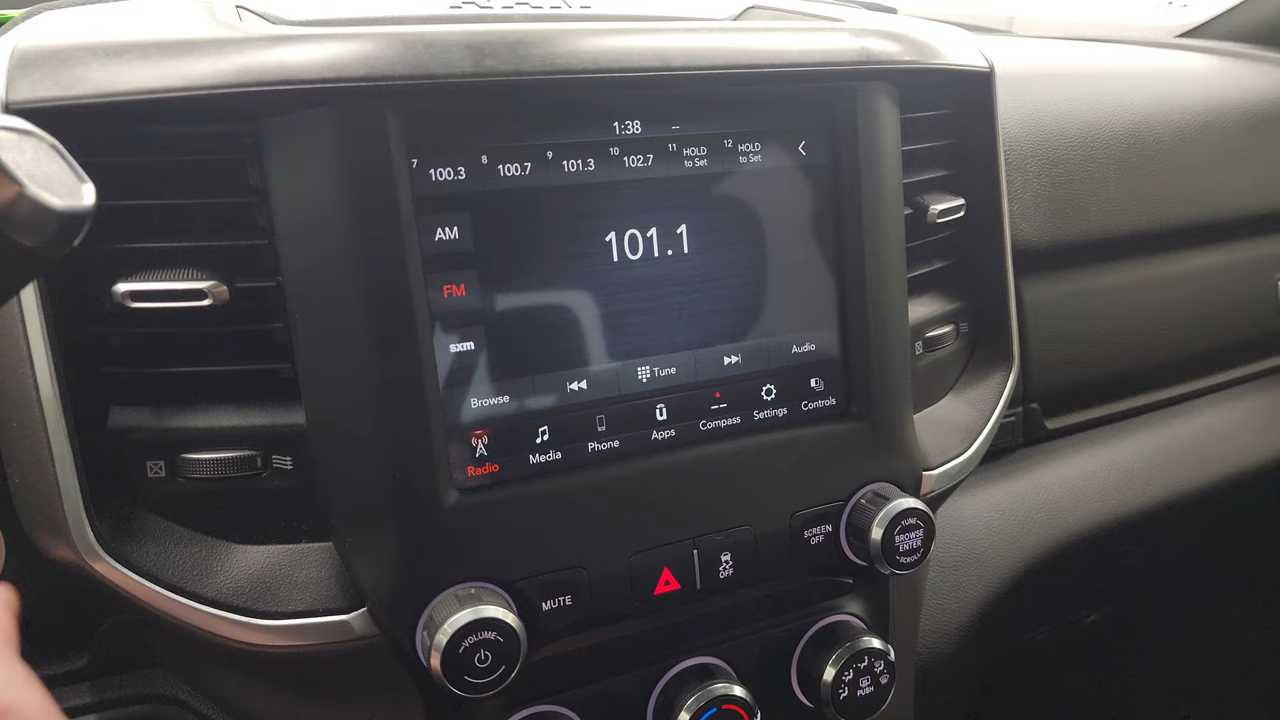 RAM
1:38 --
7 100.3 8 100.7 9 101.3 10 102.7 11 HOLD to Set 12 HOLD to Set
AM
101.1
FM
sxm
Browse
Tune
Audio
Radio
Media
Phone
Apps
Compass
Settings
Controls
SCREEN
OFF
TUNE
BROWSE
ENTER
SCROLL
OFF
MUTE
VOLUME
PUSH